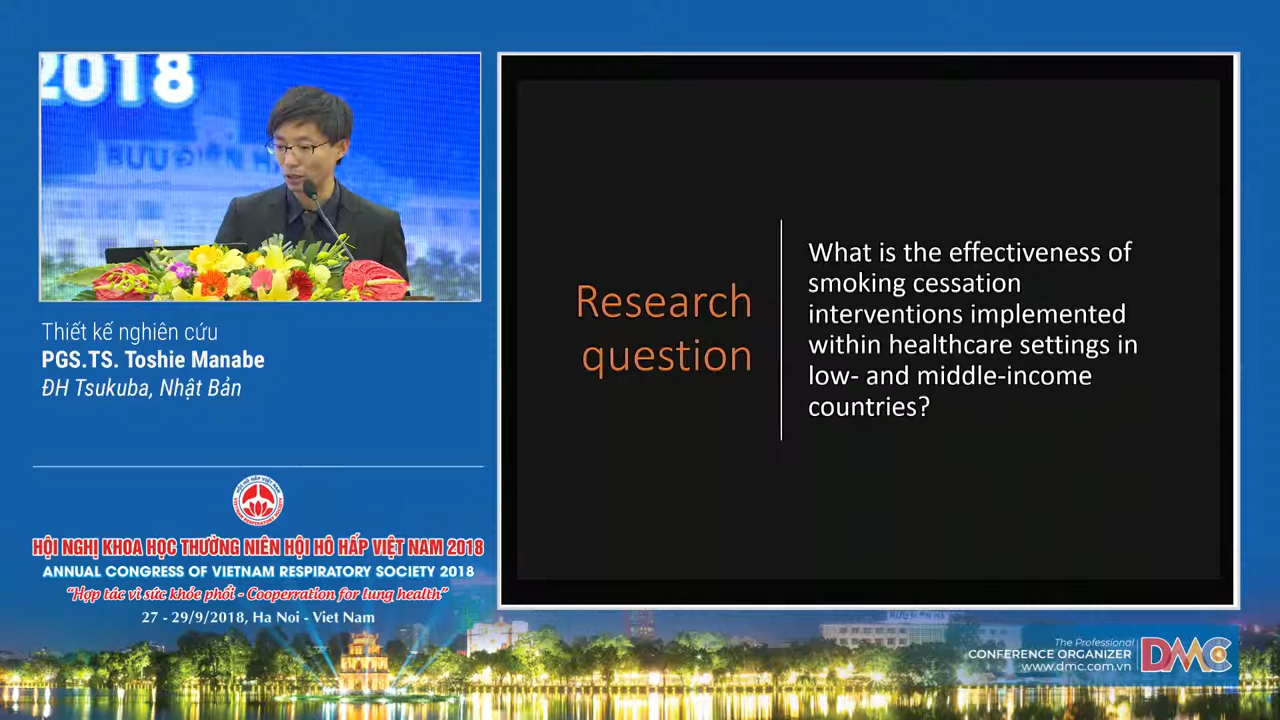 2018
Thiết kế nghiên cứu
PGS.TS. Toshie Manabe
ĐH Tsukuba, Nhật Bản
HỘI NGHỊ KHOA HỌC THƯỜNG NIÊN HỘI HÔ HẤP VIỆT NAM 2018
ANNUAL CONGRESS OF VIETNAM RESPIRATORY SOCIETY 2018
"Hợp tác vì sức khỏe phổi - Cooperration for lung health"
27 - 29/9/2018, Ha Noi - Viet Nam
Research
question
What is the effectiveness of
smoking cessation
interventions implemented
within healthcare settings in
low- and middle-income
countries?
The Professional
CONFERENCE ORGANIZER
www.dmc.com.vn
DMC